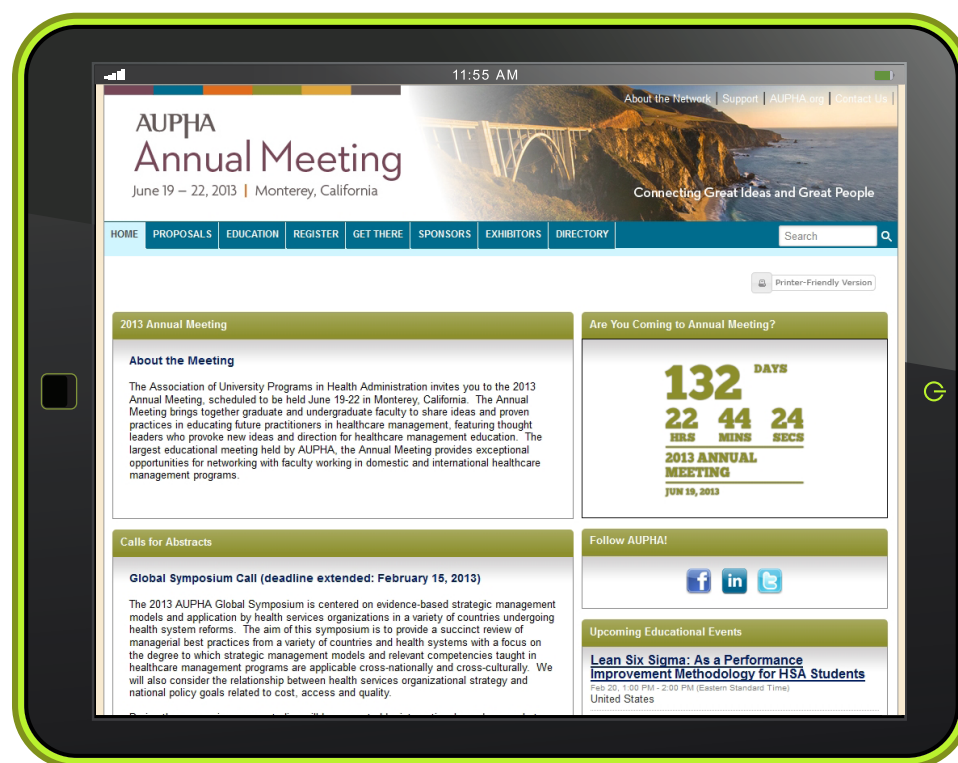 11:55 AM
About the Network | Support | AUPHA.org | Contact Us |
AUPHA
Annual Meeting
June 19 – 22, 2013 | Monterey, California
Connecting Great Ideas and Great People
HOME PROPOSALS EDUCATION REGISTER GET THERE SPONSORS EXHIBITORS DIRECTORY Search
Printer-Friendly Version
2013 Annual Meeting
About the Meeting
The Association of University Programs in Health Administration invites you to the 2013
Annual Meeting, scheduled to be held June 19-22 in Monterey, California. The Annual
Meeting brings together graduate and undergraduate faculty to share ideas and proven
practices in educating future practitioners in healthcare management, featuring thought
leaders who provoke new ideas and direction for healthcare management education. The
largest educational meeting held by AUPHA, the Annual Meeting provides exceptional
opportunities for networking with faculty working in domestic and international healthcare
management programs.
Are You Coming to Annual Meeting?
132 DAYS
22 44 24
HRS MINS SECS
2013 ANNUAL
MEETING
JUN 19, 2013
Calls for Abstracts
Global Symposium Call (deadline extended: February 15, 2013)
The 2013 AUPHA Global Symposium is centered on evidence-based strategic management
models and application by health services organizations in a variety of countries undergoing
health system reforms. The aim of this symposium is to provide a succinct review of
managerial best practices from a variety of countries and health systems with a focus on
the degree to which strategic management models and relevant competencies taught in
healthcare management programs are applicable cross-nationally and cross-culturally. We
will also consider the relationship between health services organizational strategy and
national policy goals related to cost, access and quality.
Follow AUPHA!
f in t
Upcoming Educational Events
Lean Six Sigma: As a Performance
Improvement Methodology for HSA Students
Feb 20, 1:00 PM - 2:00 PM (Eastern Standard Time)
United States